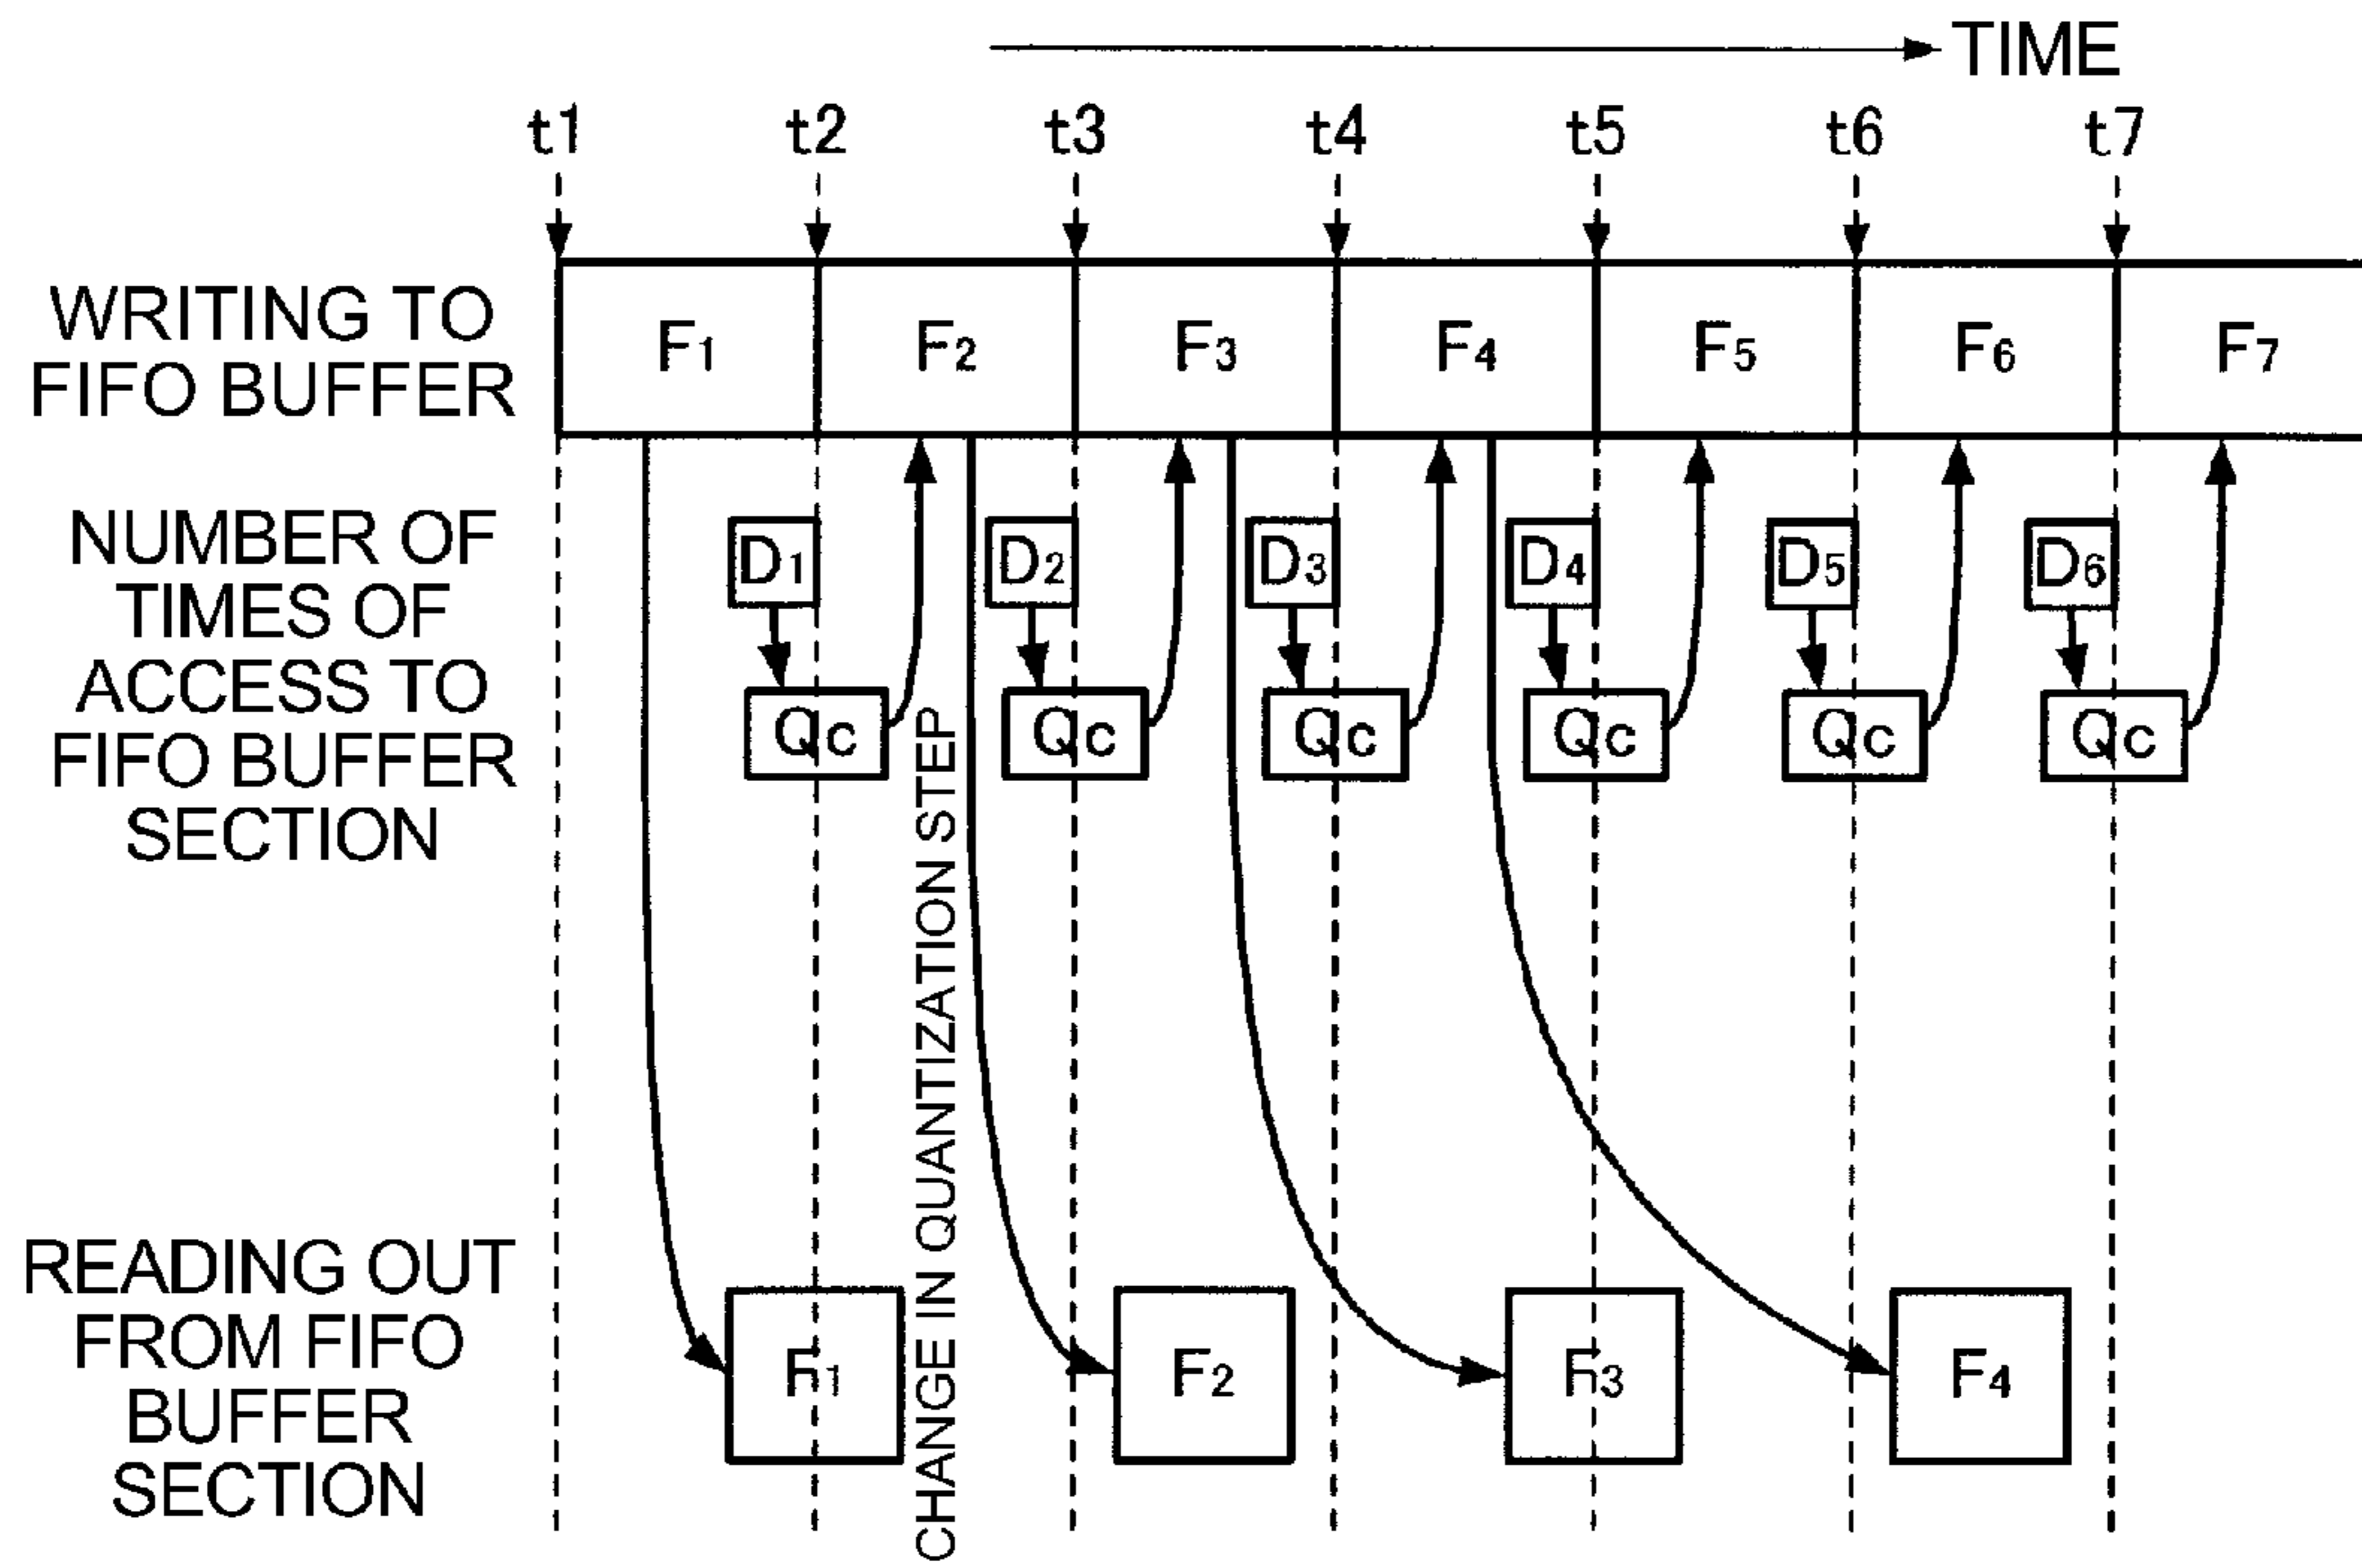 TIME
t1 t2 t3 t4 t5 t6 t7
WRITING TO
FIFO BUFFER
F1 F2 F3 F4 F5 F6 F7
NUMBER OF
TIMES OF
ACCESS TO
FIFO BUFFER
SECTION
D1 D2 D3 D4 D5 D6
Qc Qc Qc Qc Qc Qc
CHANGE IN QUANTIZATION STEP
READING OUT
FROM FIFO
BUFFER
SECTION
F1 F2 F3 F4